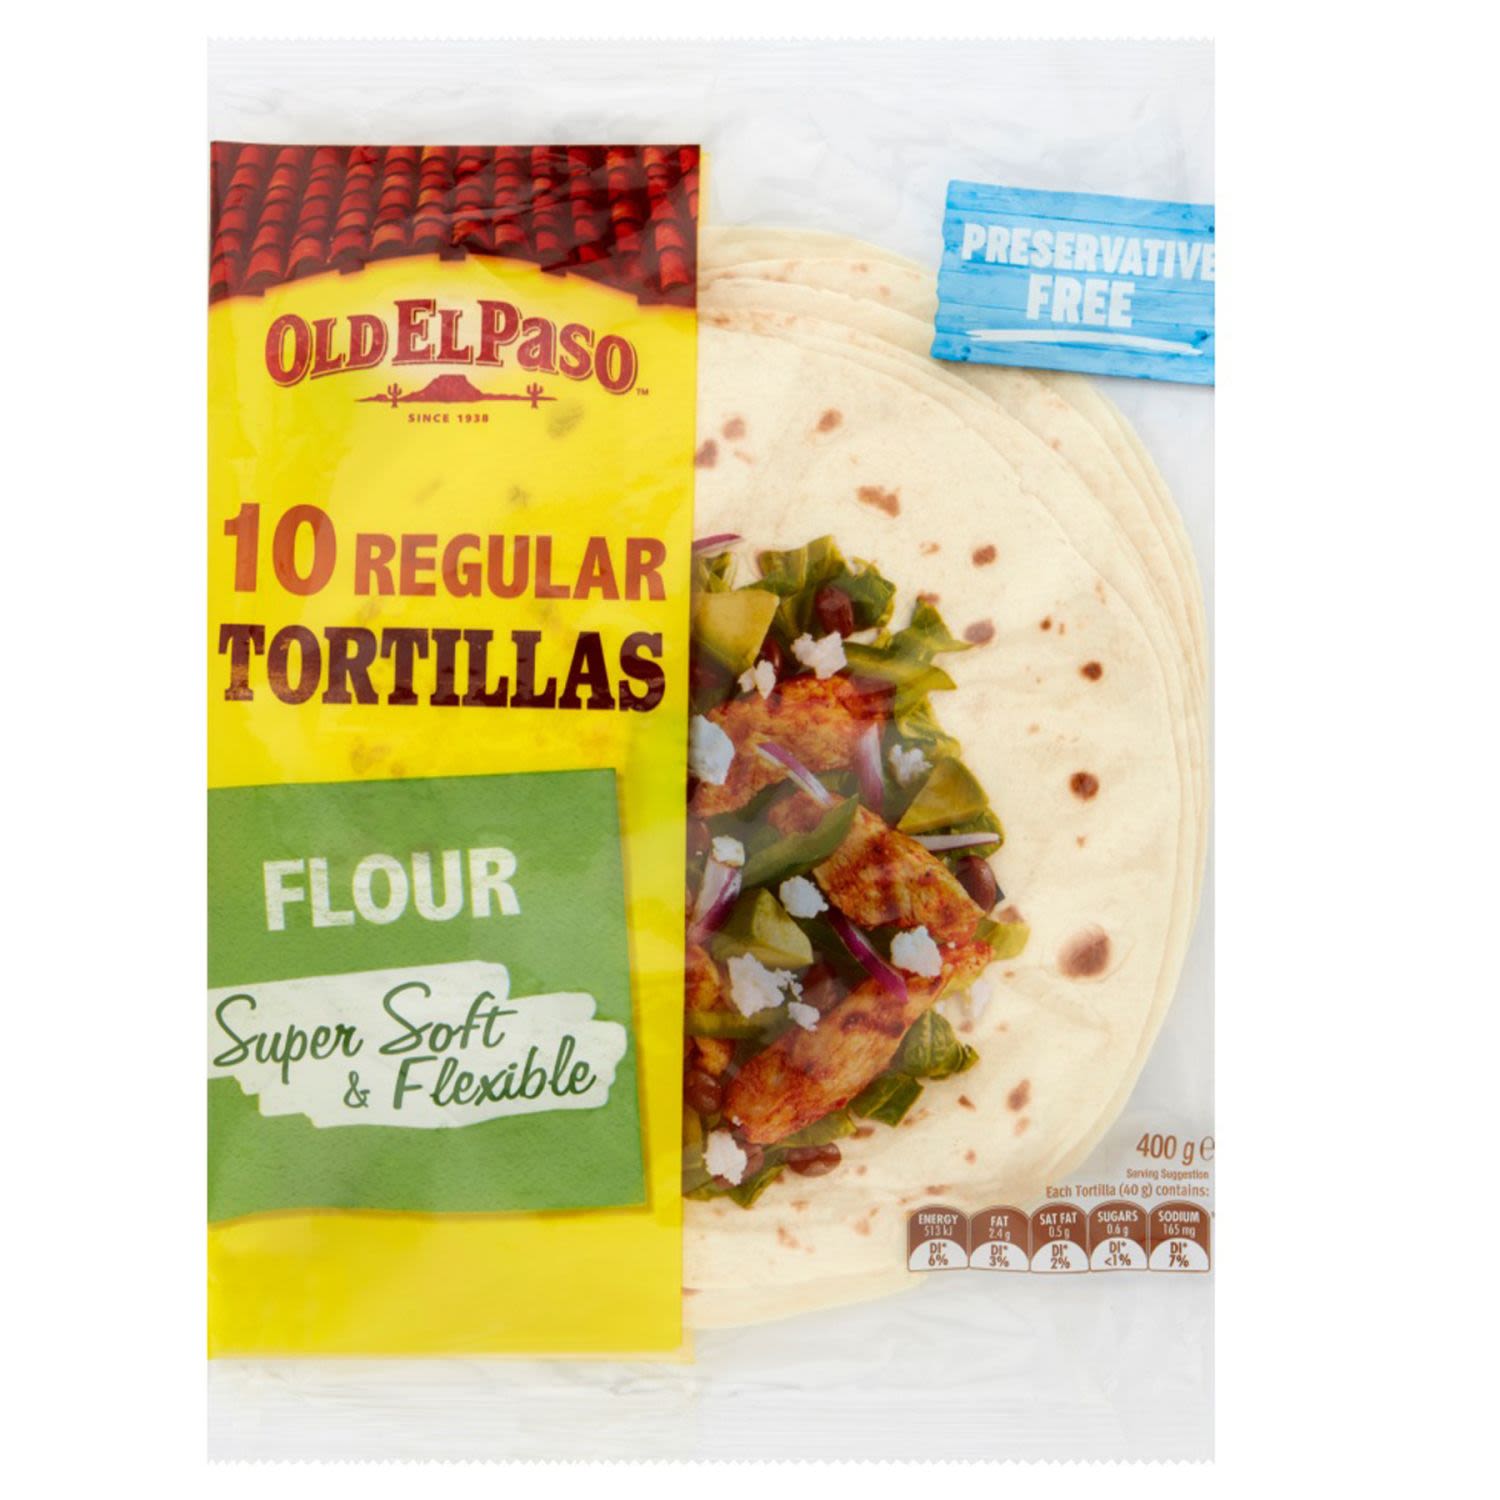 OLD EL PASO™
SINCE 1938
10 REGULAR
TORTILLAS
FLOUR
Super Soft
& Flexible
PRESERVATIVE
FREE
400 g e
Serving Suggestion
Each Tortilla (40 g) contains:
ENERGY
513 kJ
DI*
6%
FAT
2.4 g
DI*
3%
SAT FAT
0.5 g
DI*
2%
SUGARS
0.6 g
DI*
<1%
SODIUM
165 mg
DI*
7%